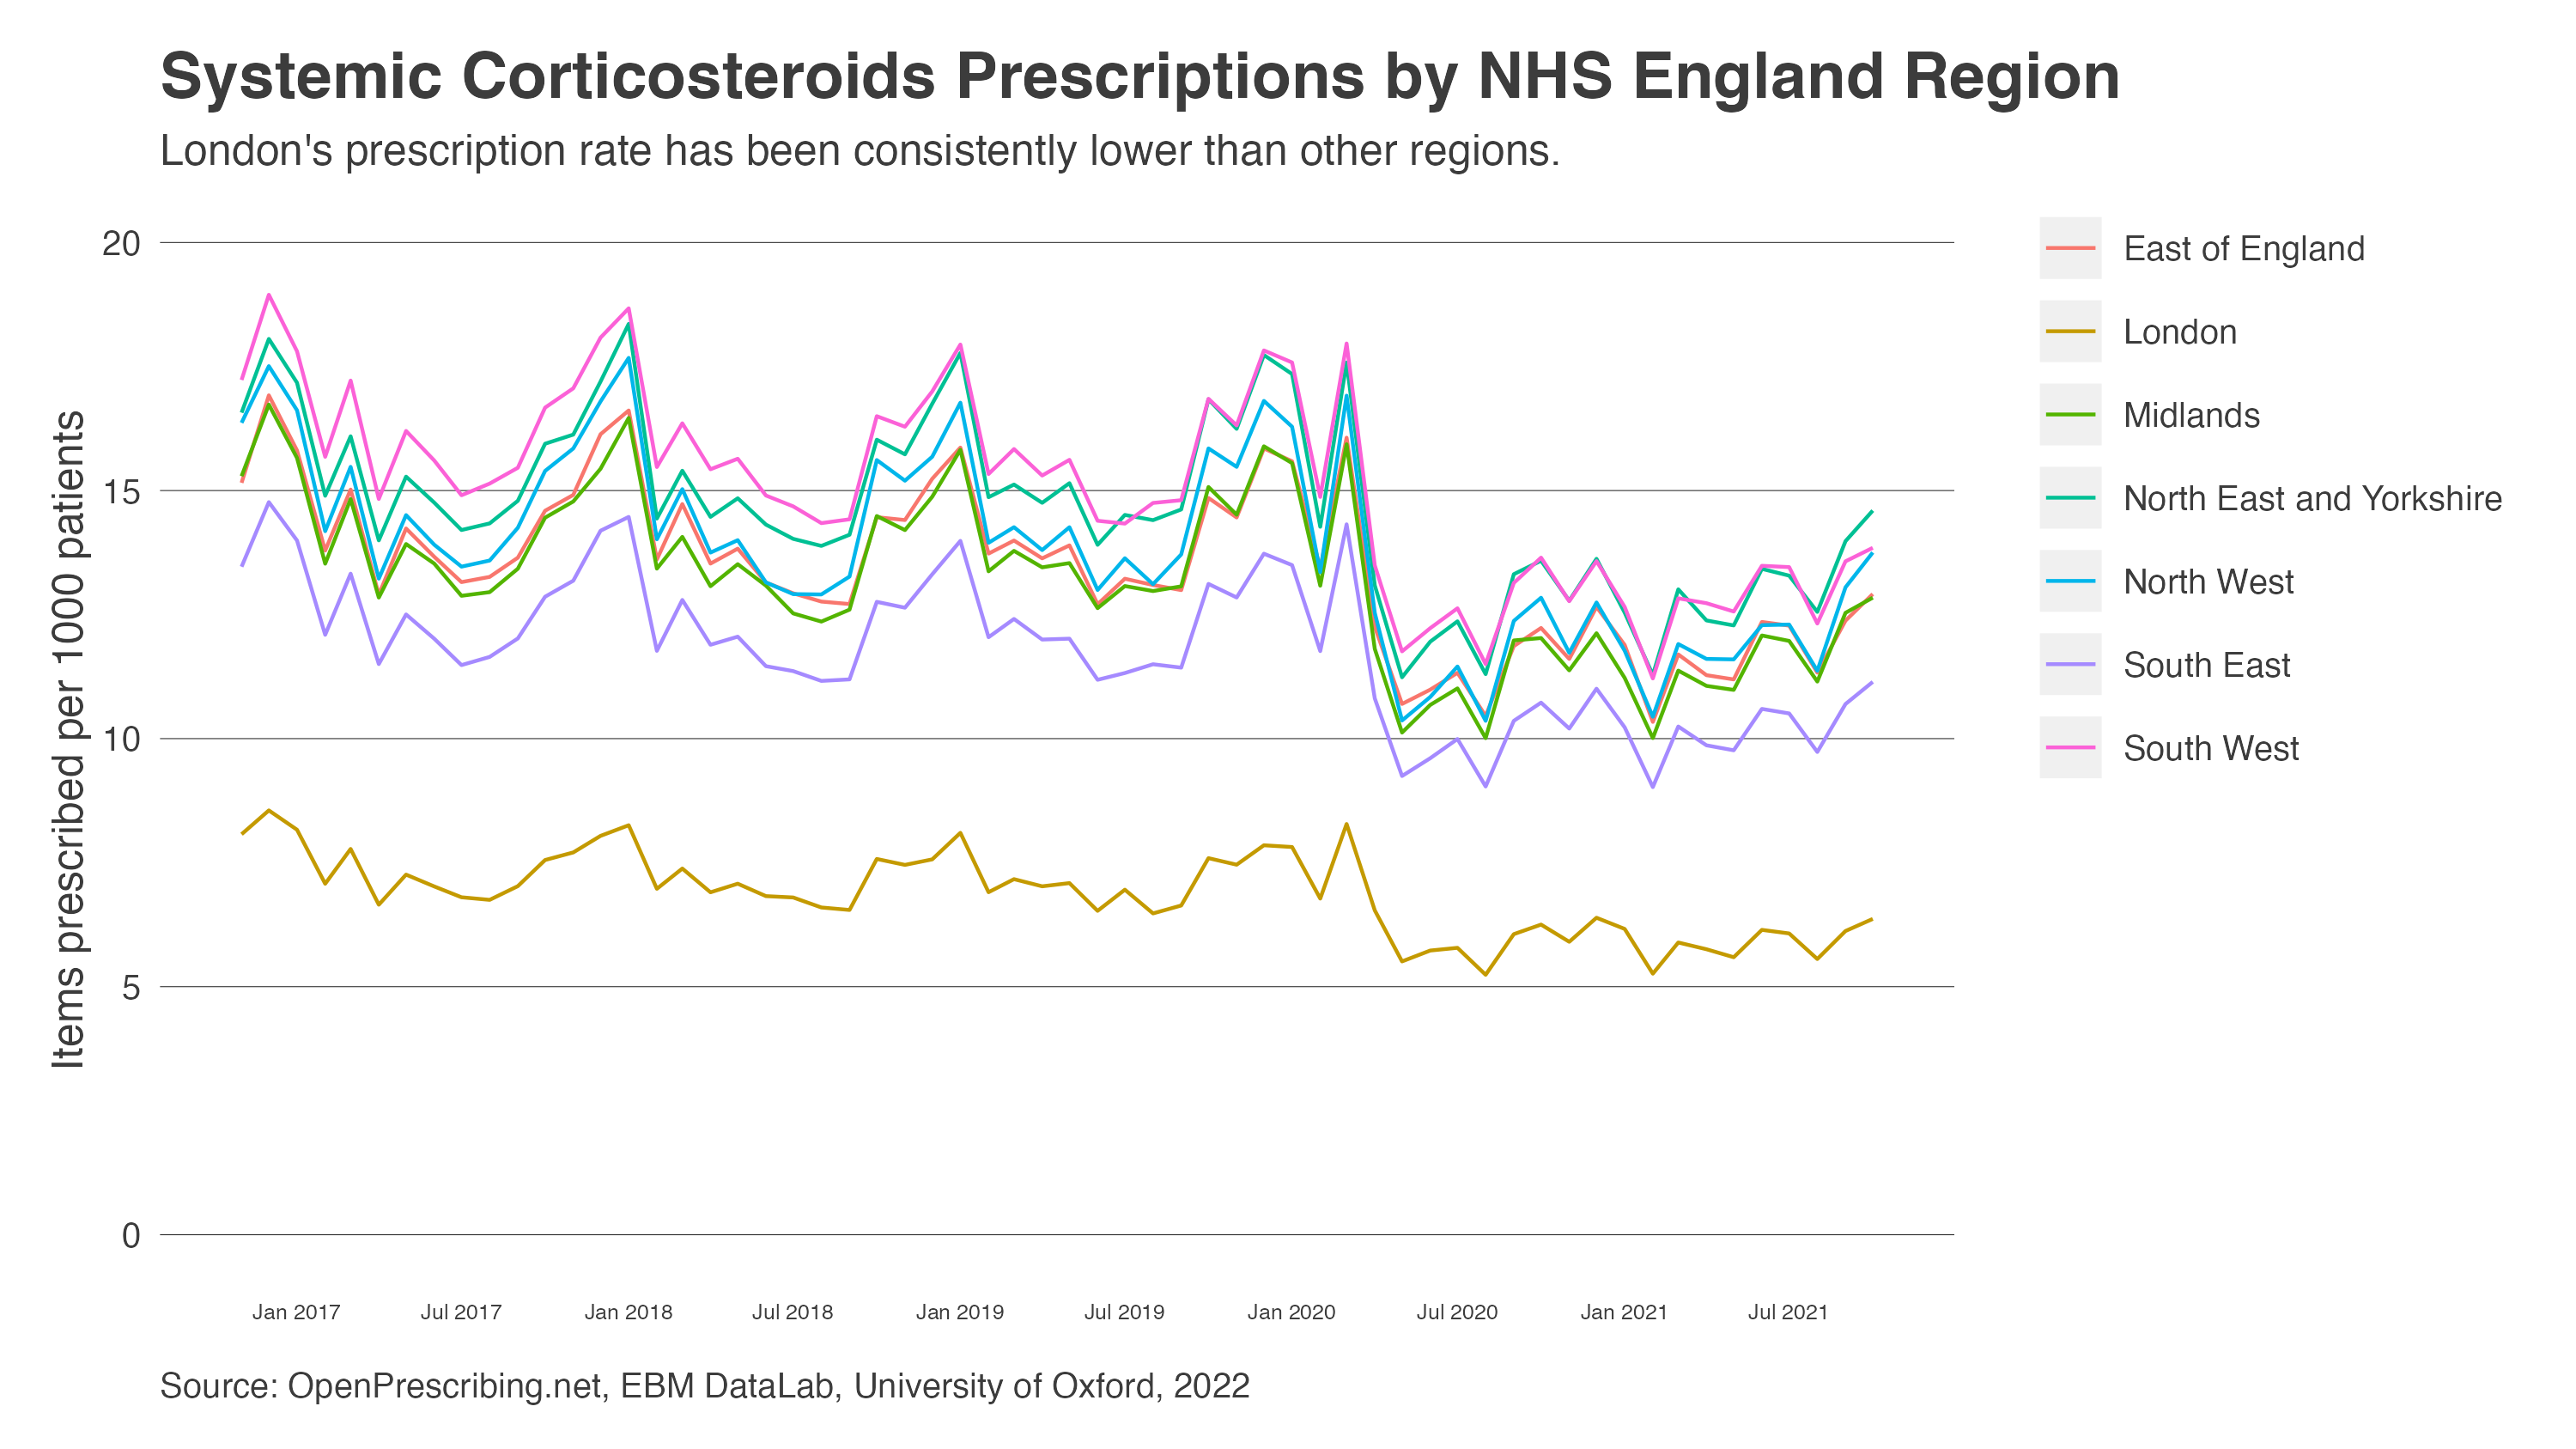 Systemic Corticosteroids Prescriptions by NHS England Region
London's prescription rate has been consistently lower than other regions.
Items prescribed per 1000 patients
20
15
10
5
0
Jan 2017
Jul 2017
Jan 2018
Jul 2018
Jan 2019
Jul 2019
Jan 2020
Jul 2020
Jan 2021
Jul 2021
East of England
London
Midlands
North East and Yorkshire
North West
South East
South West
Source: OpenPrescribing.net, EBM DataLab, University of Oxford, 2022